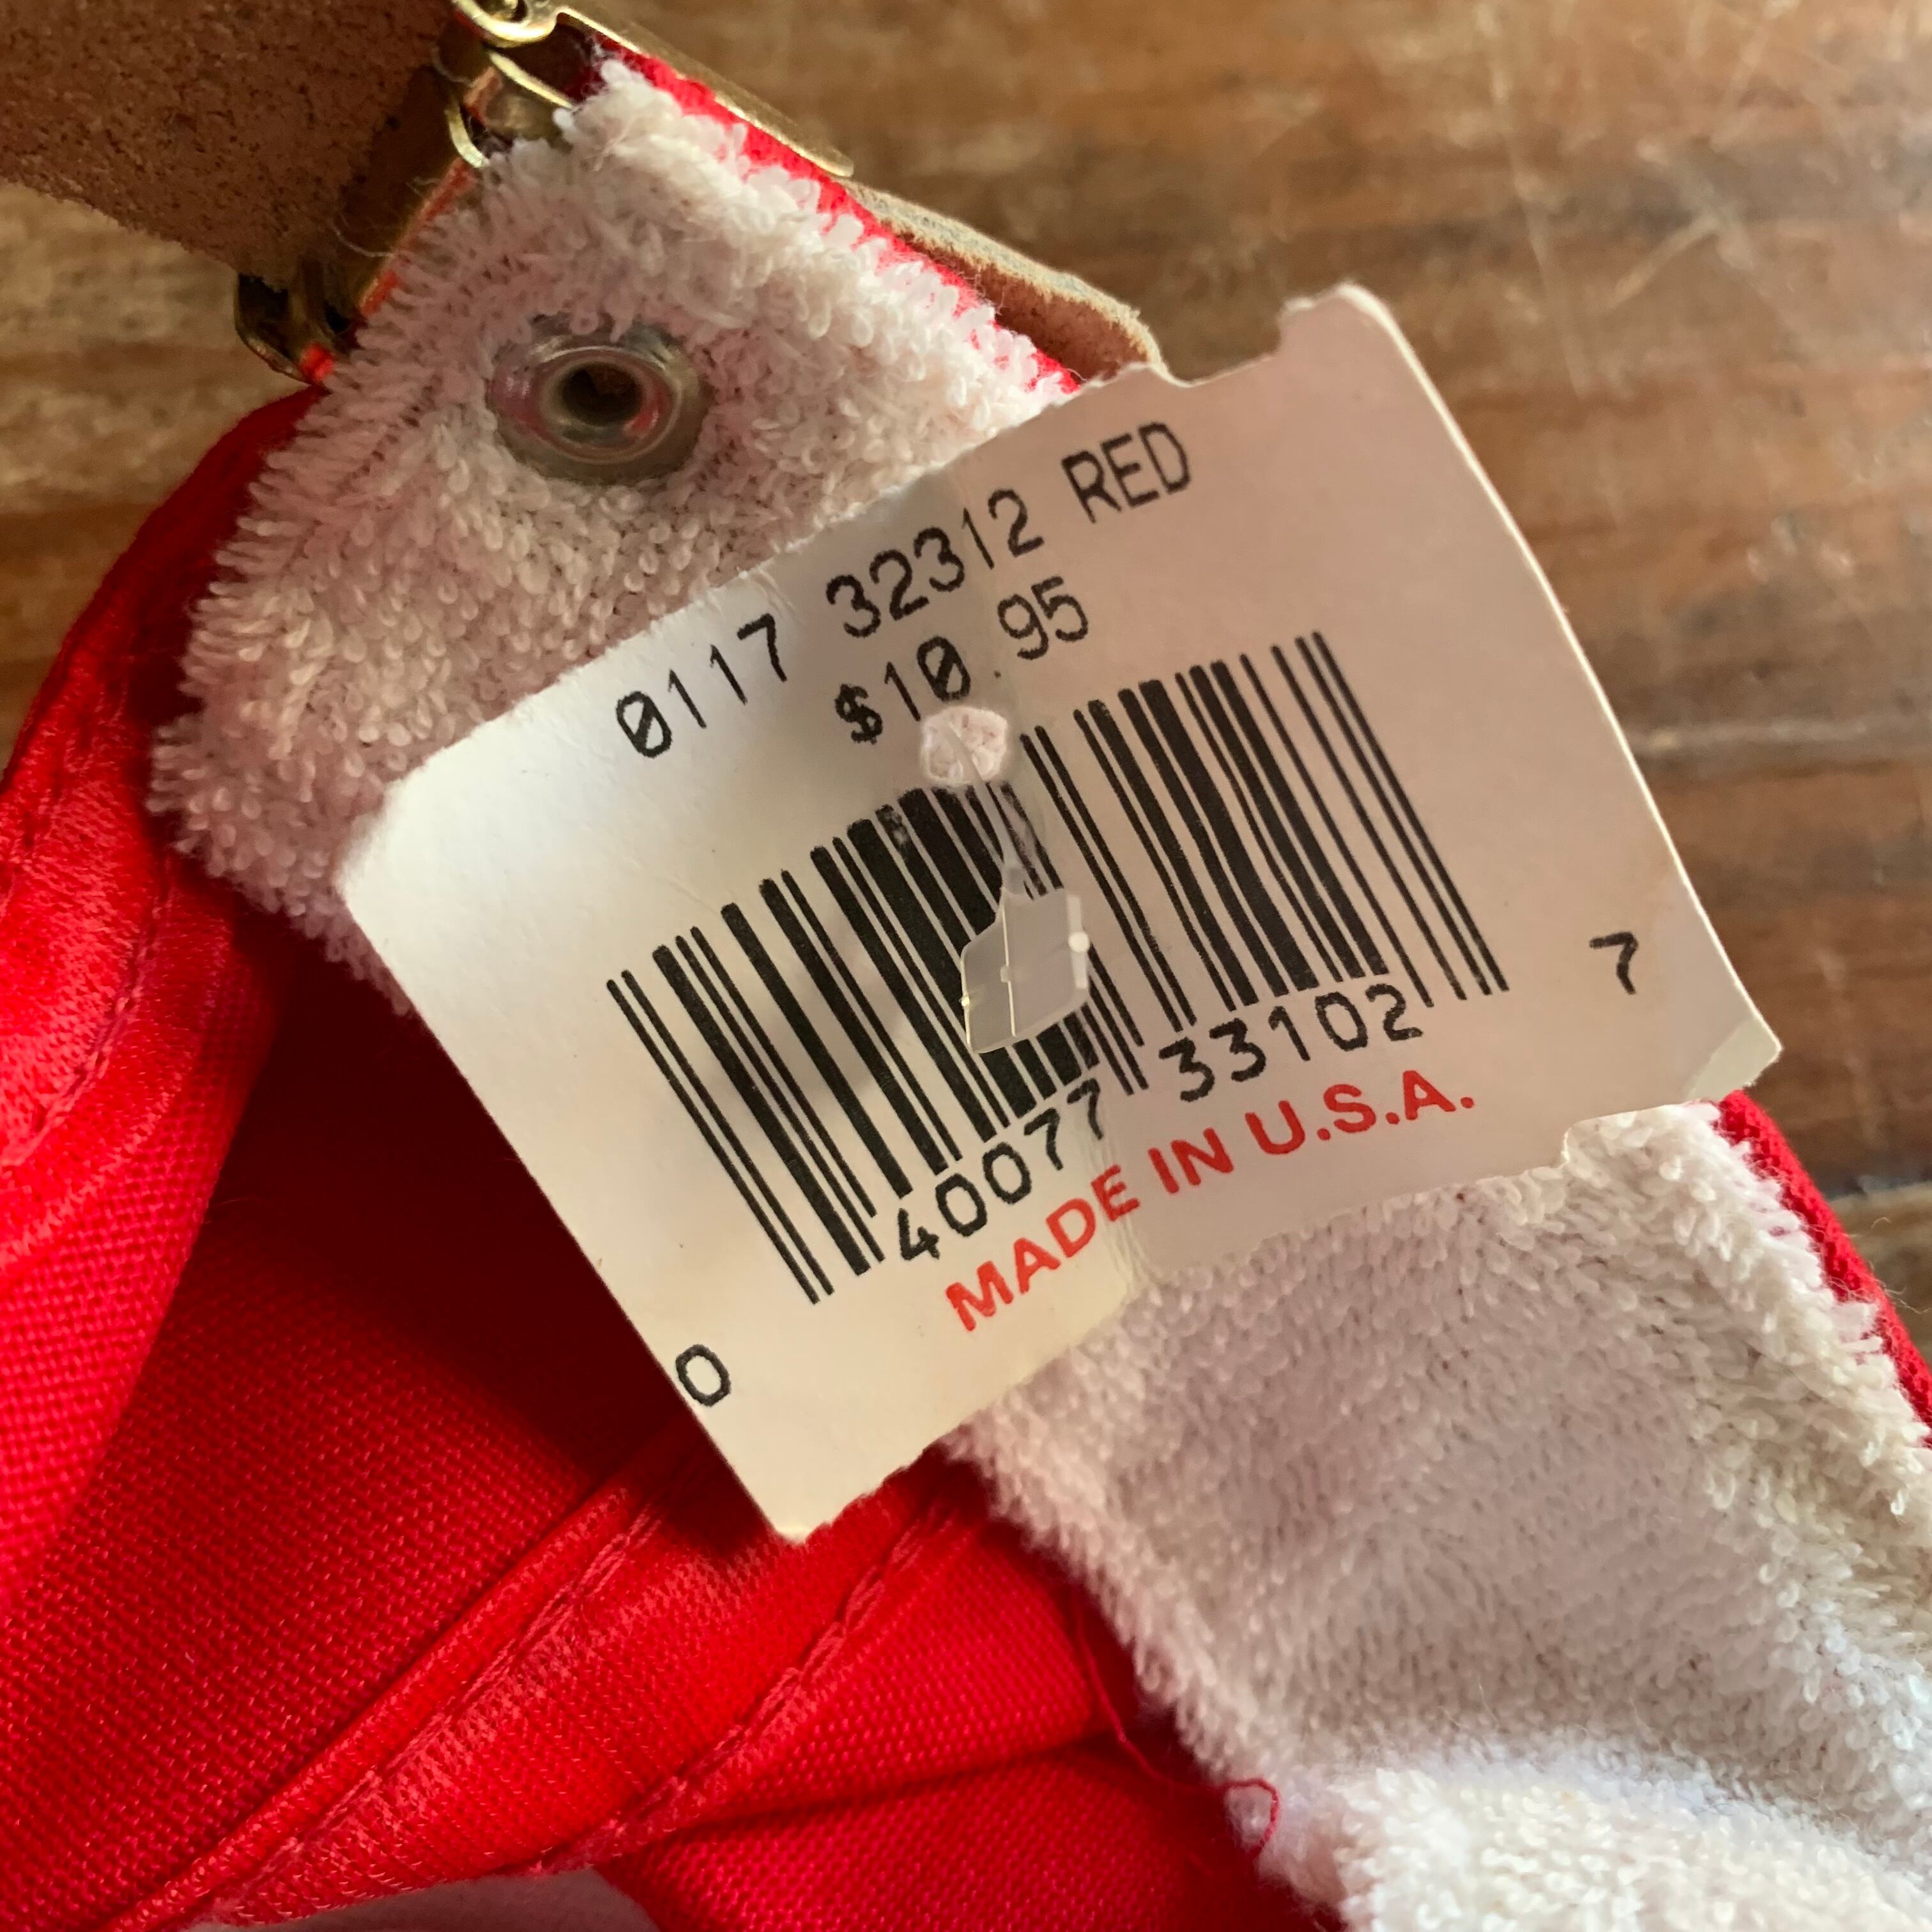 0117 32312 RED
$10.95
0 40077 33102 7
MADE IN U.S.A.